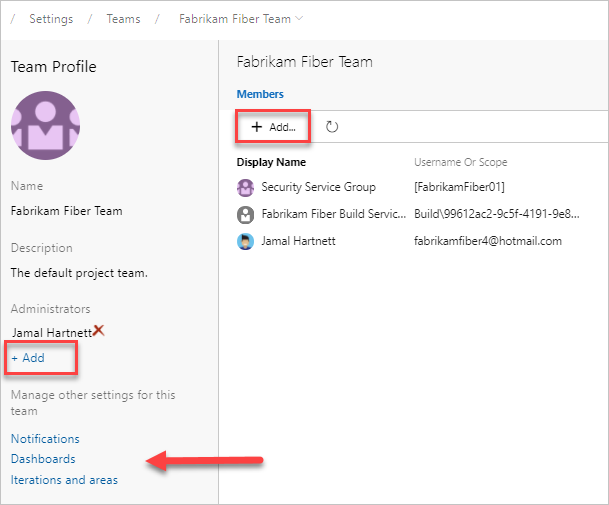 / Settings / Teams / Fabrikam Fiber Team
Team Profile
Name
Fabrikam Fiber Team
Description
The default project team.
Administrators
Jamal Hartnett
+ Add
Manage other settings for this
team
Notifications
Dashboards
Iterations and areas
Fabrikam Fiber Team
Members
+ Add...
Display Name Username Or Scope
Security Service Group [FabrikamFiber01]
Fabrikam Fiber Build Servic... Build\99612ac2-9c5f-4191-9e8...
Jamal Hartnett fabrikamfiber4@hotmail.com